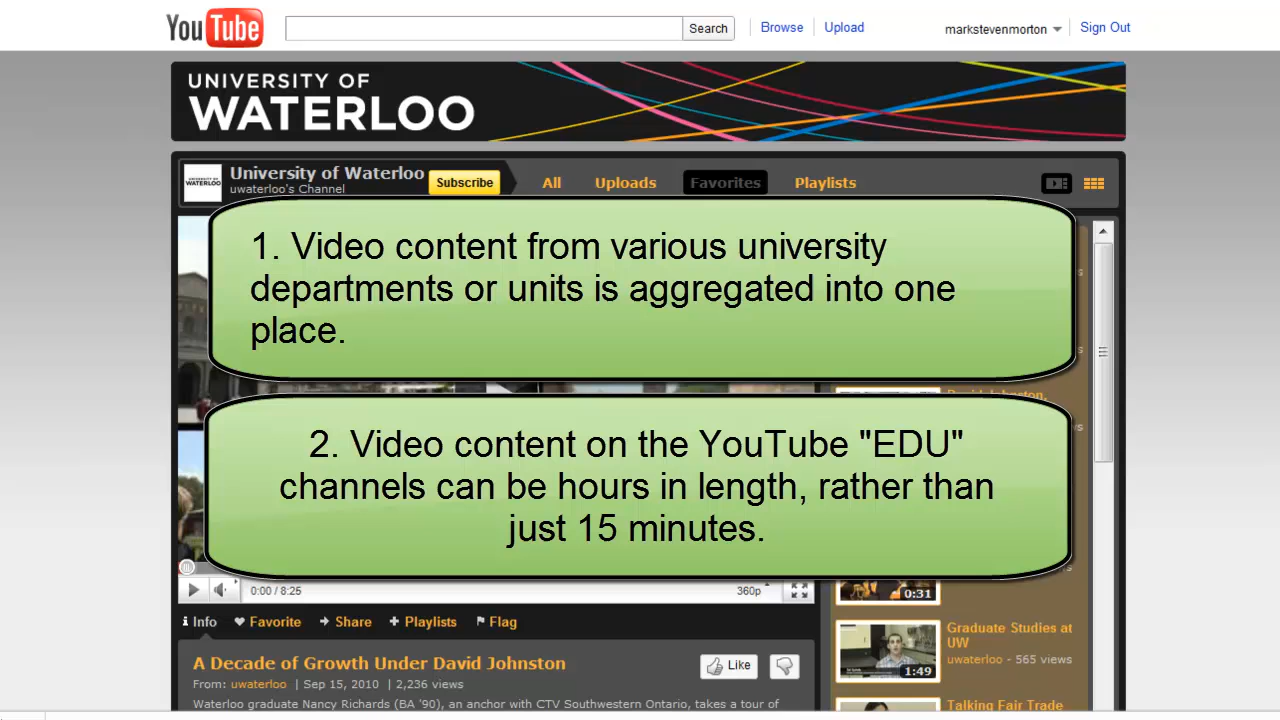 YouTube
Search
Browse
Upload
markstevenmorton
Sign Out
UNIVERSITY OF
WATERLOO
UNIVERSITY OF
WATERLOO
University of Waterloo
uwaterloo's Channel
Subscribe
All
Uploads
Favorites
Playlists
1. Video content from various university
departments or units is aggregated into one
place.
2. Video content on the YouTube "EDU"
channels can be hours in length, rather than
just 15 minutes.
0:00 / 8:25
360p
0:31
Info
Favorite
Share
Playlists
Flag
Graduate Studies at
UW
uwaterloo - 565 views
1:49
A Decade of Growth Under David Johnston
Like
From: uwaterloo | Sep 15, 2010 | 2,236 views
Waterloo graduate Nancy Richards (BA '90), an anchor with CTV Southwestern Ontario, takes a tour of
Talking Fair Trade